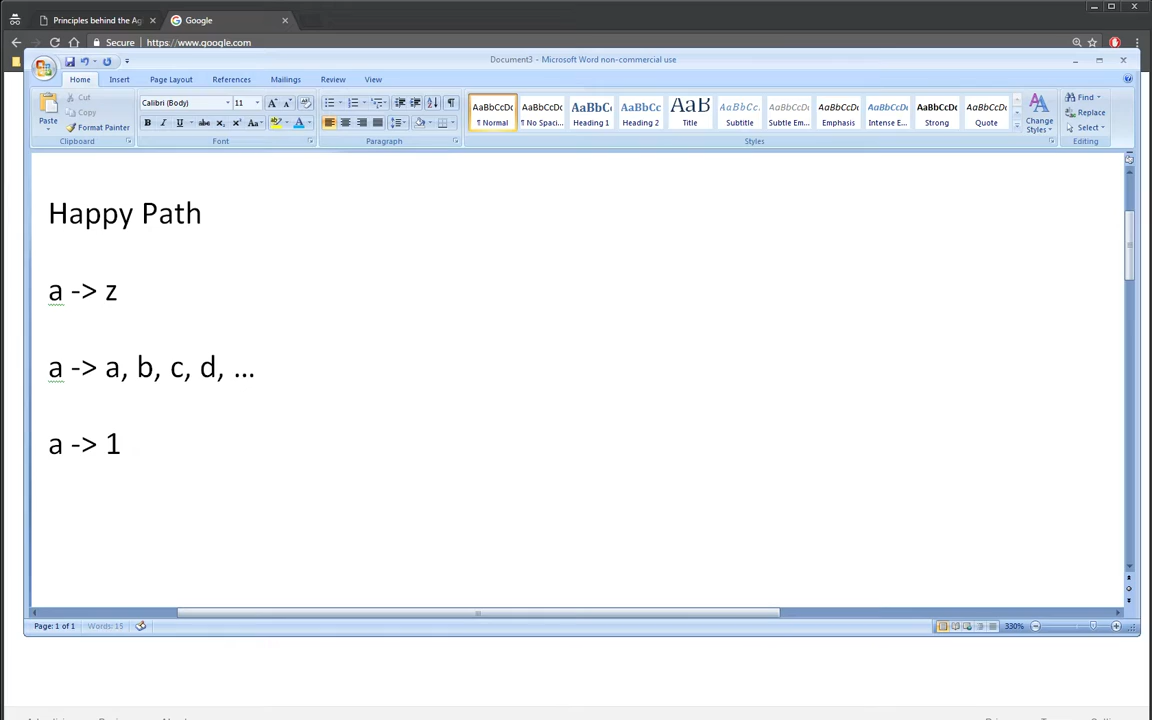 Principles behind the Ag
Google
Secure
https://www.google.com
Document3 - Microsoft Word non-commercial use
Home
Insert
Page Layout
References
Mailings
Review
View
Paste
Cut
Copy
Format Painter
Clipboard
Calibri (Body)
11
Font
Paragraph
AaBbCcDc
¶ Normal
AaBbCcDc
¶ No Spaci...
AaBbC
Heading 1
AaBbCc
Heading 2
AaB
Title
AaBbCc.
Subtitle
AaBbCcDc
Subtle Em...
AaBbCcDc
Emphasis
AaBbCcDc
Intense E...
AaBbCcDc
Strong
AaBbCcDc
Quote
Change
Styles
Styles
Find
Replace
Select
Editing
Happy Path
a -> z
a -> a, b, c, d, ...
a -> 1
Page: 1 of 1
Words: 15
330%